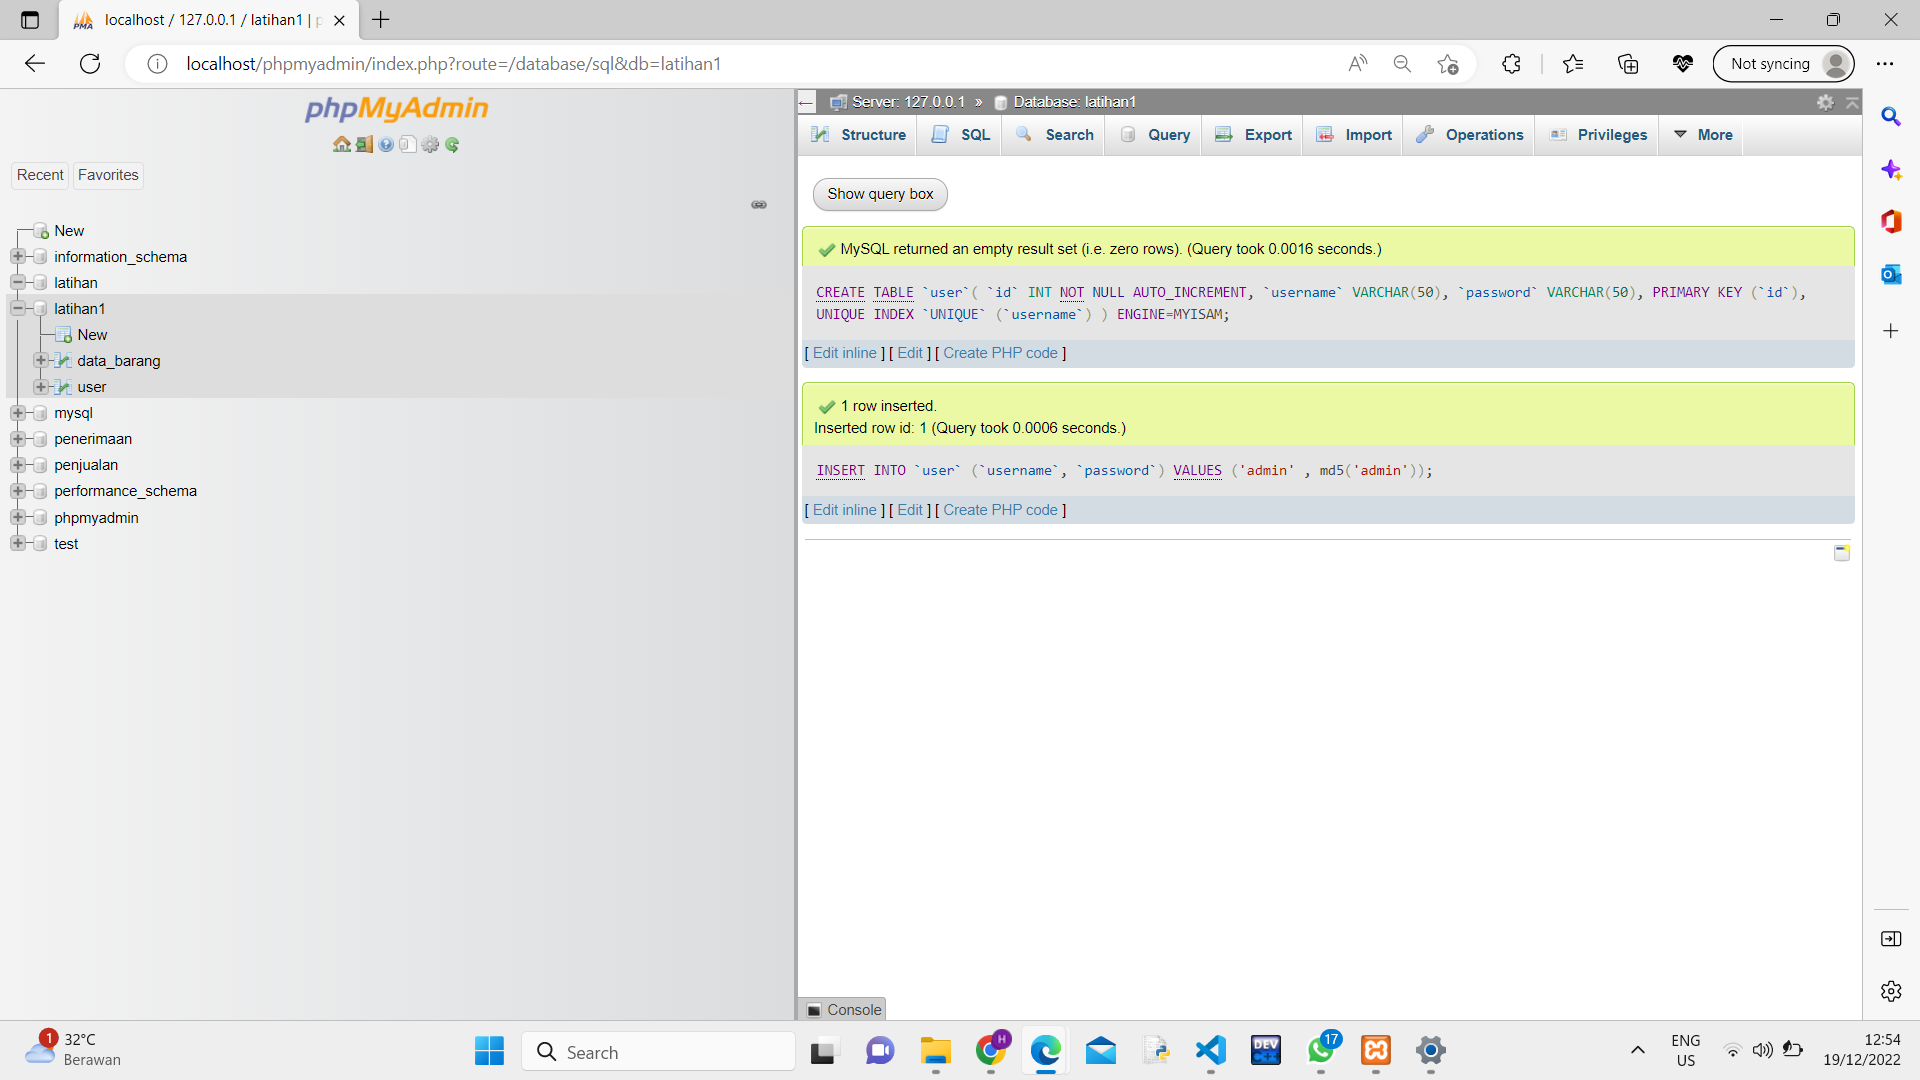 localhost / 127.0.0.1 / latihan1 | p
localhost/phpmyadmin/index.php?route=/database/sql&db=latihan1
Not syncing
phpMyAdmin
Recent
Favorites
New
information_schema
latihan
latihan1
New
data_barang
user
mysql
penerimaan
penjualan
performance_schema
phpmyadmin
test
Server: 127.0.0.1 » Database: latihan1
Structure
SQL
Search
Query
Export
Import
Operations
Privileges
More
Show query box
MySQL returned an empty result set (i.e. zero rows). (Query took 0.0016 seconds.)
CREATE TABLE `user`( `id` INT NOT NULL AUTO_INCREMENT, `username` VARCHAR(50), `password` VARCHAR(50), PRIMARY KEY (`id`),
UNIQUE INDEX `UNIQUE` (`username`) ) ENGINE=MYISAM;
[ Edit inline ] [ Edit ] [ Create PHP code ]
1 row inserted.
Inserted row id: 1 (Query took 0.0006 seconds.)
INSERT INTO `user` (`username`, `password`) VALUES ('admin' , md5('admin'));
[ Edit inline ] [ Edit ] [ Create PHP code ]
Console
1
32°C
Berawan
Search
H
DEV
C++
17
ENG
US
12:54
19/12/2022